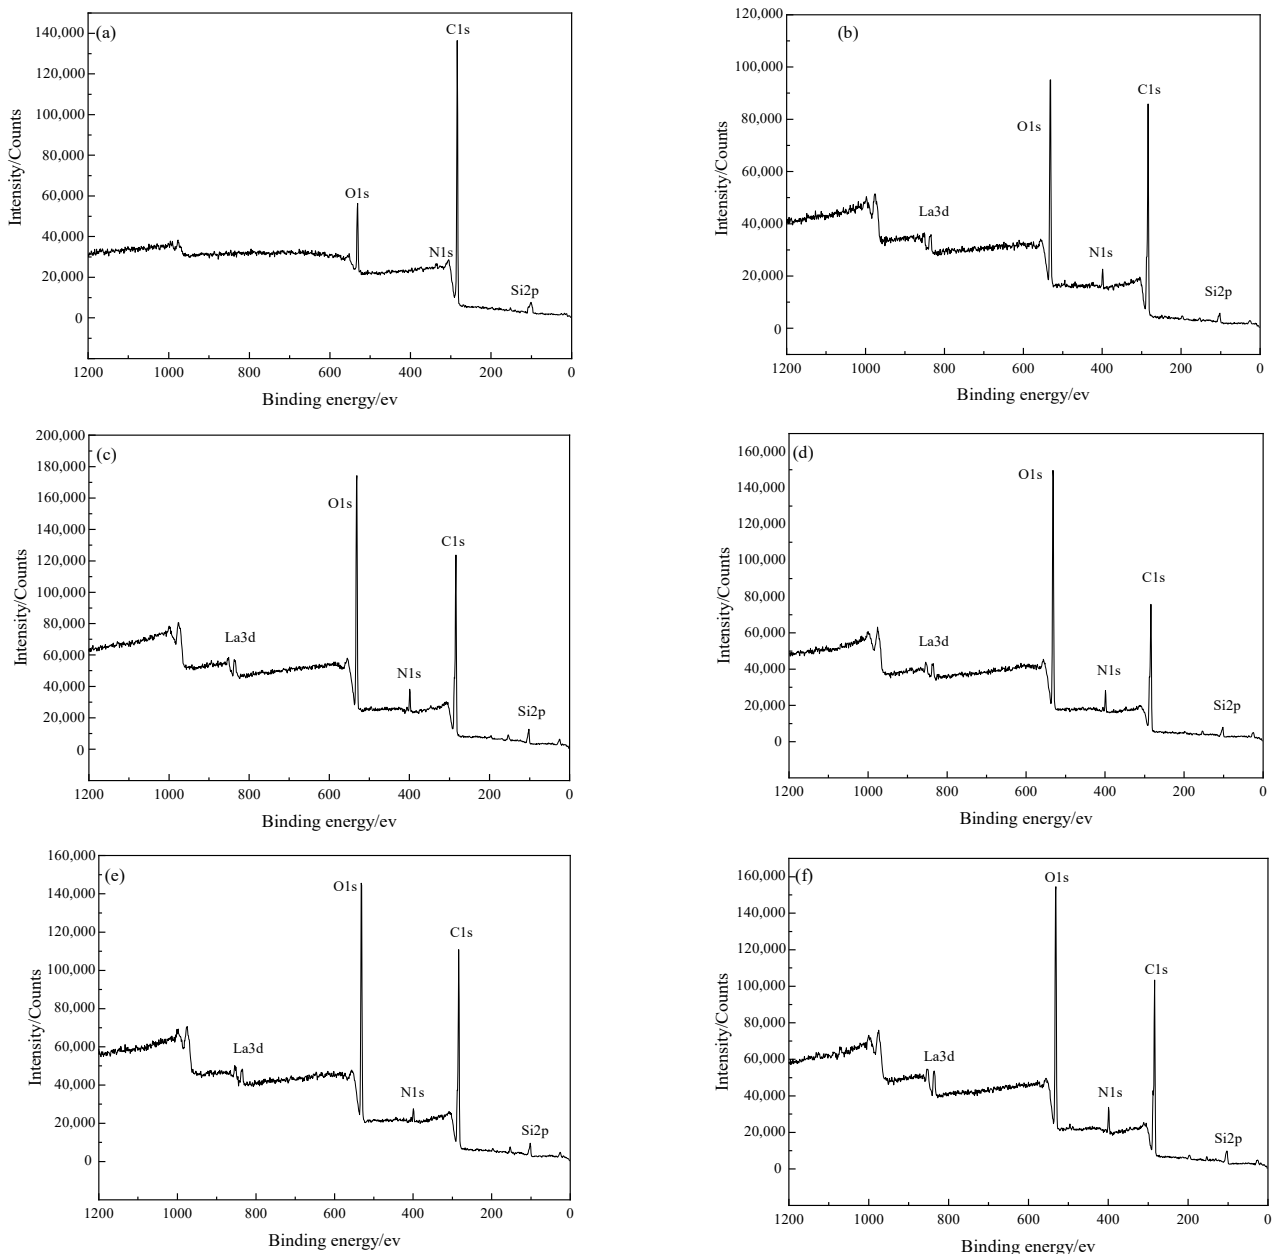 (a)
C1s
O1s
N1s
Si2p
140,000
120,000
100,000
80,000
60,000
40,000
20,000
0
Intensity/Counts
1200 1000 800 600 400 200 0
Binding energy/ev
(b)
C1s
O1s
La3d
N1s
Si2p
120,000
100,000
80,000
60,000
40,000
20,000
0
Intensity/Counts
1200 1000 800 600 400 200 0
Binding energy/ev
(c)
O1s
C1s
La3d
N1s
Si2p
200,000
180,000
160,000
140,000
120,000
100,000
80,000
60,000
40,000
20,000
0
Intensity/Counts
1200 1000 800 600 400 200 0
Binding energy/ev
(d)
O1s
C1s
La3d
N1s
Si2p
160,000
140,000
120,000
100,000
80,000
60,000
40,000
20,000
0
Intensity/Counts
1200 1000 800 600 400 200 0
Binding energy/ev
(e)
O1s
C1s
La3d
N1s
Si2p
160,000
140,000
120,000
100,000
80,000
60,000
40,000
20,000
0
Intensity/Counts
1200 1000 800 600 400 200 0
Binding energy/ev
(f)
O1s
C1s
La3d
N1s
Si2p
160,000
140,000
120,000
100,000
80,000
60,000
40,000
20,000
0
Intensity/Counts
1200 1000 800 600 400 200 0
Binding energy/ev